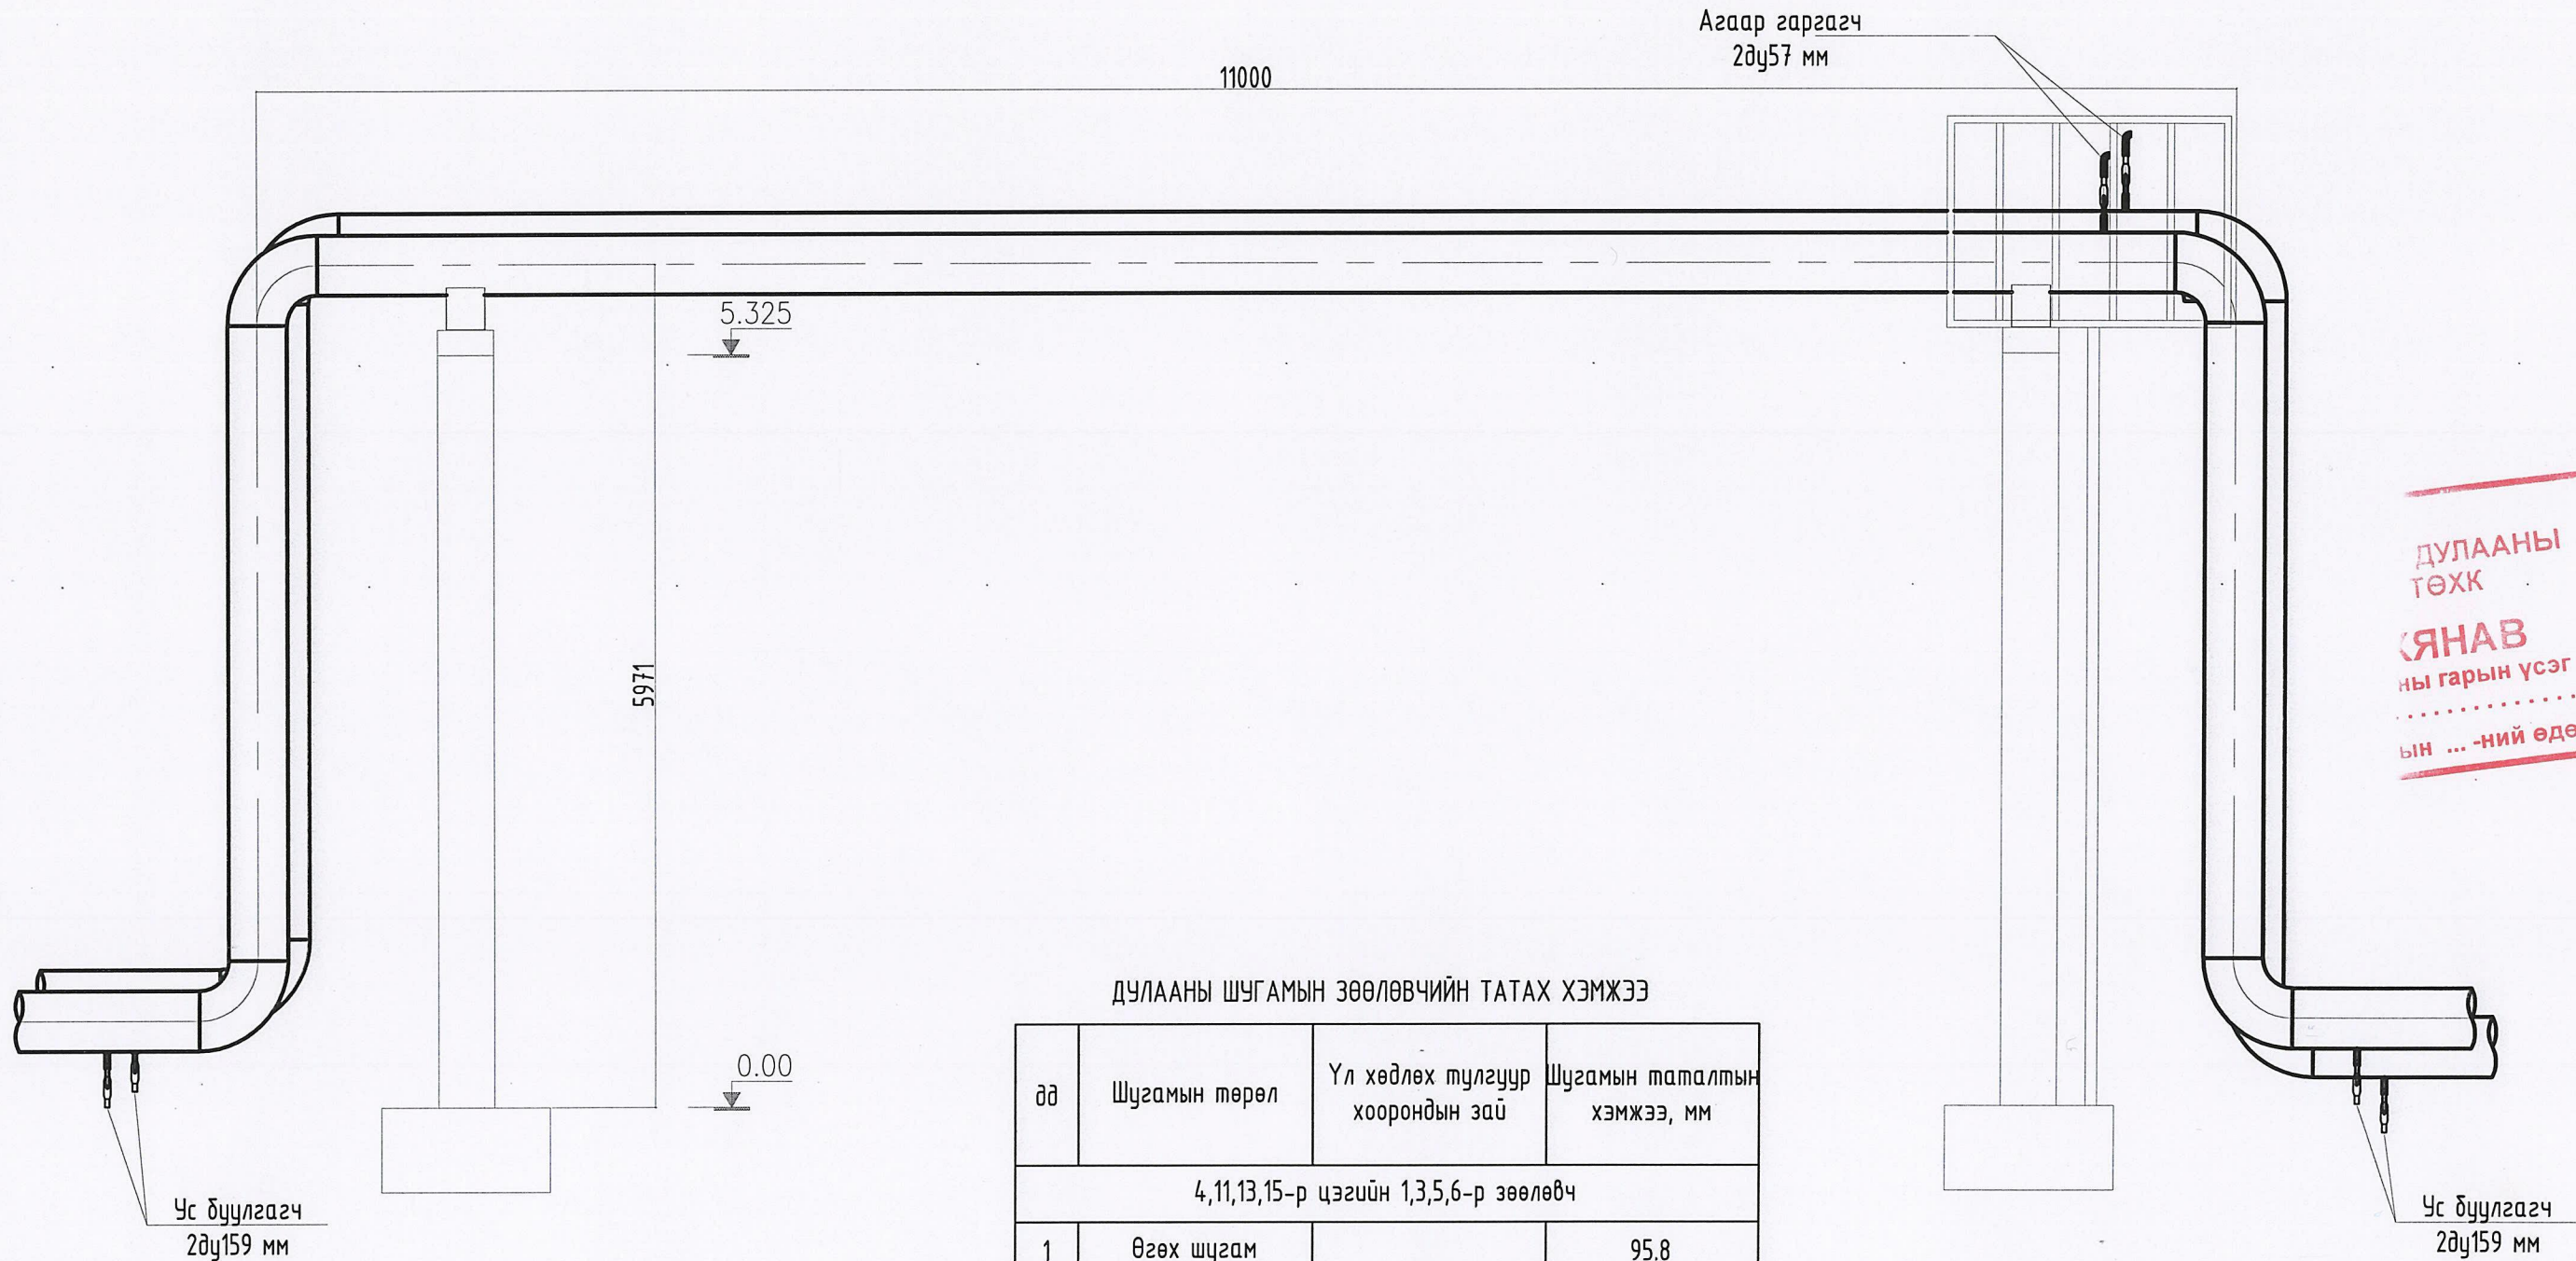 Агаар гаргагч
2ду57 мм
11000
5.325
5971
0.00
ДУЛААНЫ
ТӨХК
ХЯНАВ
ны гарын үсэг
ын ... -ний өдө
ДУЛААНЫ ШУГАМЫН ЗӨӨЛӨВЧИЙН ТАТАХ ХЭМЖЭЭ
дд
Шугамын төрөл
Үл хөдлөх тулгуур
хоорондын зай
Шугамын таталтын
хэмжээ, мм
4,11,13,15-р цэгийн 1,3,5,6-р зөөлөвч
1
Өгөх шугам
95.8
Ус буулгагч
2ду159 мм
Ус буулгагч
2ду159 мм